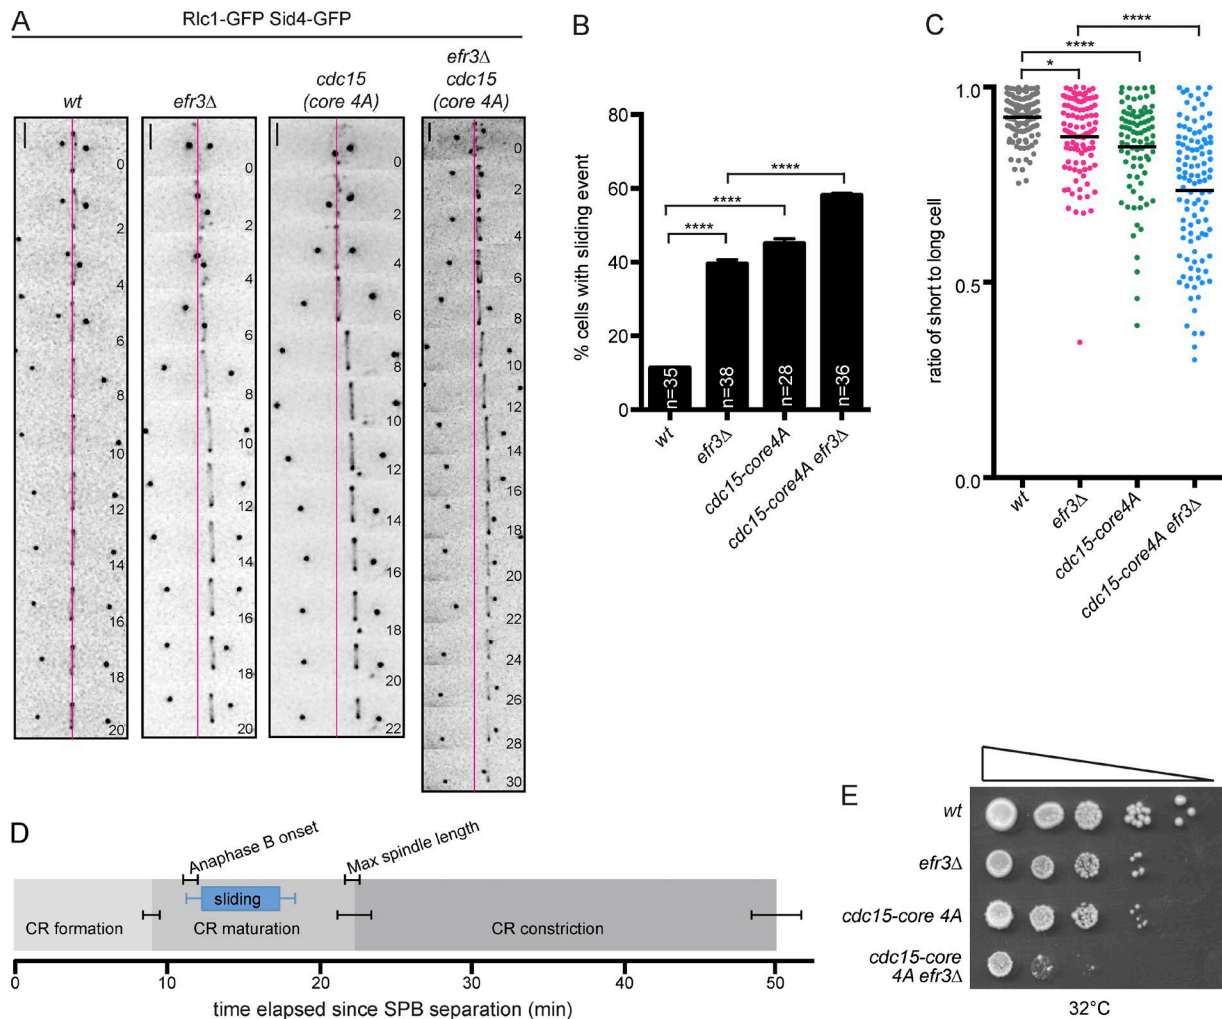 A
Rlc1-GFP Sid4-GFP
wt
efr3Δ
cdc15
(core 4A)
efr3Δ
cdc15
(core 4A)
0
2
4
6
8
10
12
14
16
18
20
0
2
4
6
8
10
12
14
16
18
20
0
2
4
6
8
10
12
14
16
18
20
22
0
2
4
6
8
10
12
14
16
18
20
22
24
26
28
30
B
% cells with sliding event
80
60
40
20
0
****
****
****
n=35
n=38
n=28
n=36
wt
efr3Δ
cdc15-core4A
cdc15-core4A efr3Δ
C
ratio of short to long cell
1.0
0.5
0.0
****
****
*
wt
efr3Δ
cdc15-core4A
cdc15-core4A efr3Δ
D
Anaphase B onset
Max spindle length
sliding
CR formation
CR maturation
CR constriction
0
10
20
30
40
50
time elapsed since SPB separation (min)
E
wt
efr3Δ
cdc15-core 4A
cdc15-core
4A efr3Δ
32°C